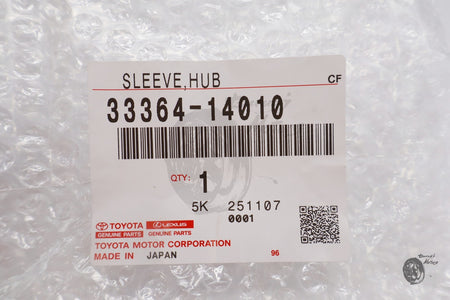 SLEEVE,HUB CF
33364-14010
QTY: 1
5K 251107
0001
TOYOTA LEXUS
GENUINE PARTS GENUINE PARTS
TOYOTA MOTOR CORPORATION
MADE IN JAPAN 96